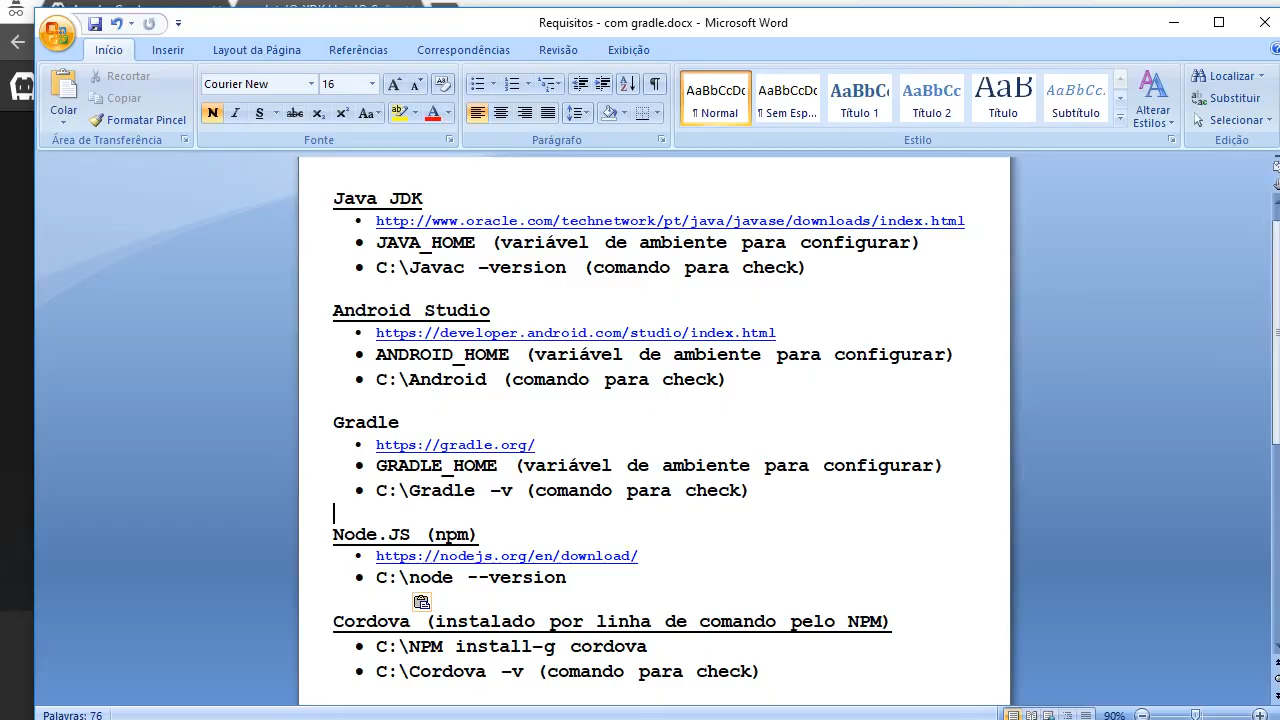 Requisitos - com gradle.docx - Microsoft Word
Início Inserir Layout da Página Referências Correspondências Revisão Exibição
Colar
Recortar
Copiar
Formatar Pincel
Área de Transferência
Courier New 16
N I S abc x₂ x² Aa
Fonte
Parágrafo
AaBbCcDc AaBbCcDc AaBbCc AaBbCc AaB AaBbCc.
¶ Normal ¶ Sem Esp... Título 1 Título 2 Título Subtítulo
Alterar
Estilos
Estilo
Localizar
Substituir
Selecionar
Edição
Java JDK
• http://www.oracle.com/technetwork/pt/java/javase/downloads/index.html
• JAVA_HOME (variável de ambiente para configurar)
• C:\Javac –version (comando para check)
Android Studio
• https://developer.android.com/studio/index.html
• ANDROID_HOME (variável de ambiente para configurar)
• C:\Android (comando para check)
Gradle
• https://gradle.org/
• GRADLE_HOME (variável de ambiente para configurar)
• C:\Gradle –v (comando para check)
Node.JS (npm)
• https://nodejs.org/en/download/
• C:\node --version
Cordova (instalado por linha de comando pelo NPM)
• C:\NPM install–g cordova
• C:\Cordova –v (comando para check)
Palavras: 76
90%